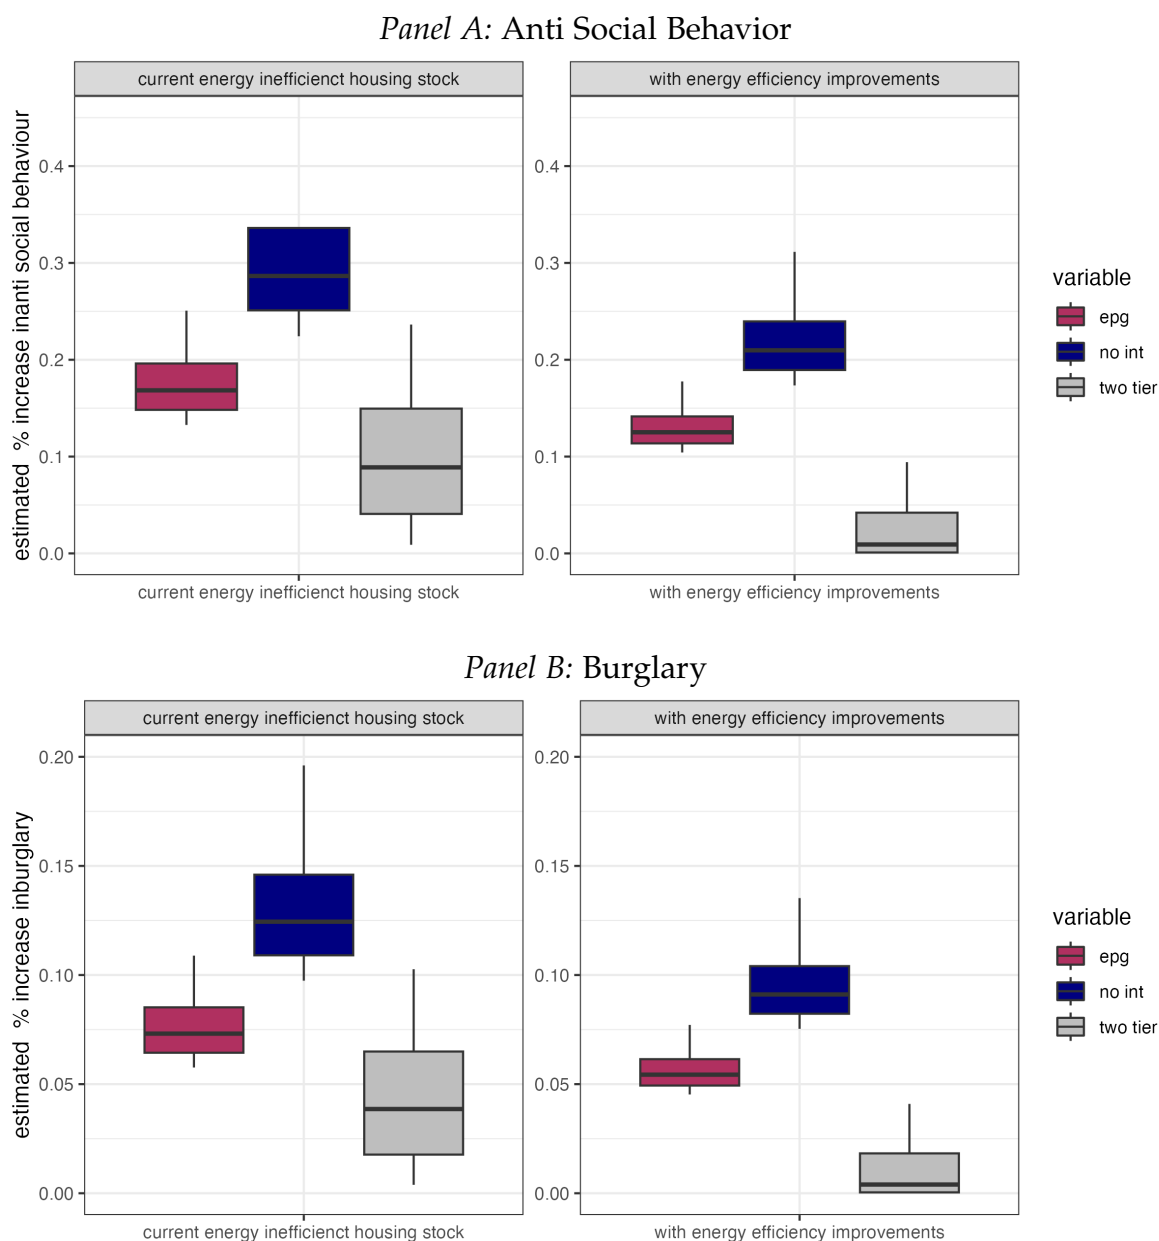 Panel A: Anti Social Behavior
current energy inefficienct housing stock
with energy efficiency improvements
estimated % increase inanti social behaviour
0.4
0.3
0.2
0.1
0.0
0.4
0.3
0.2
0.1
0.0
current energy inefficienct housing stock
with energy efficiency improvements
variable
epg
no int
two tier
Panel B: Burglary
current energy inefficienct housing stock
with energy efficiency improvements
estimated % increase inburglary
0.20
0.15
0.10
0.05
0.00
0.20
0.15
0.10
0.05
0.00
current energy inefficienct housing stock
with energy efficiency improvements
variable
epg
no int
two tier